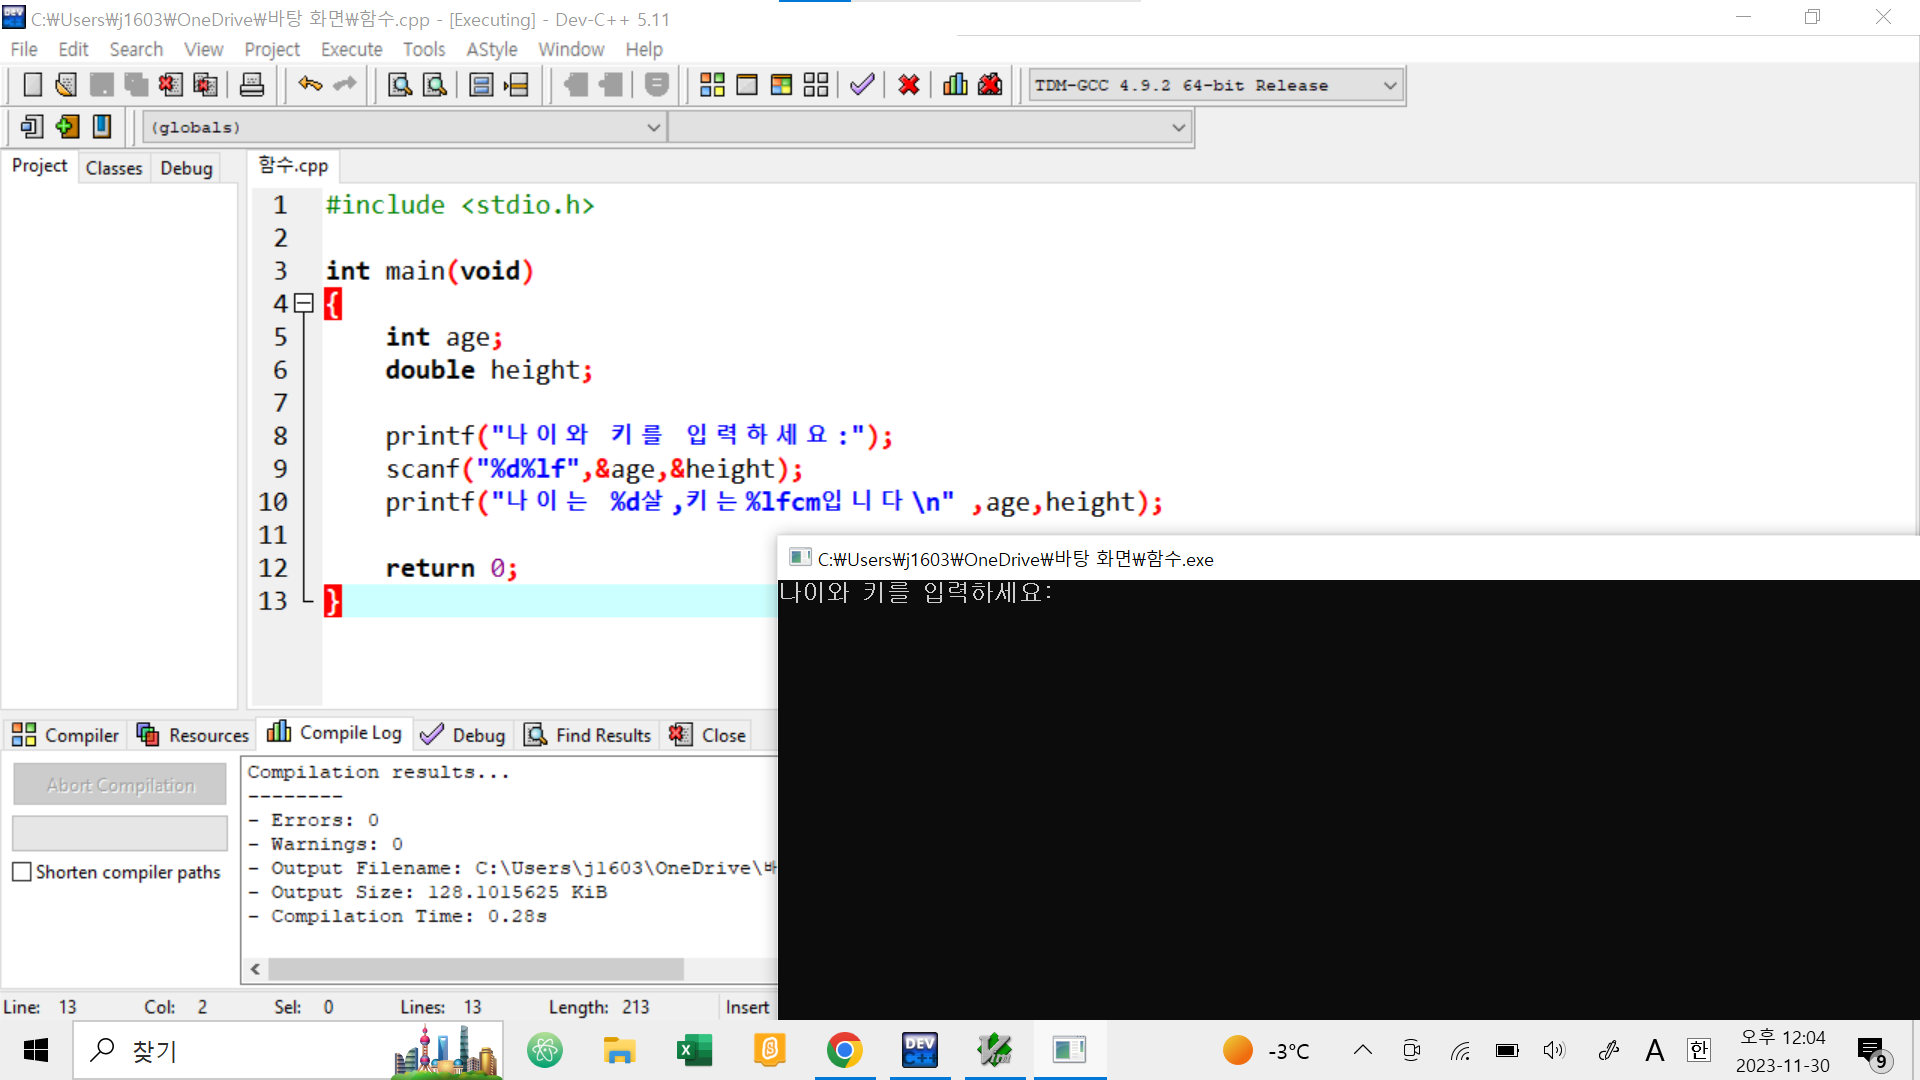 C:₩Users₩j1603₩OneDrive₩바탕 화면₩함수.cpp - [Executing] - Dev-C++ 5.11
File Edit Search View Project Execute Tools AStyle Window Help
TDM-GCC 4.9.2 64-bit Release
(globals)
Project Classes Debug
함수.cpp
1 #include <stdio.h>
2
3 int main(void)
4 {
5 int age;
6 double height;
7
8 printf("나이와 키를 입력하세요:");
9 scanf("%d%lf",&age,&height);
10 printf("나이는 %d살,키는%lfcm입니다\n" ,age,height);
11
12 return 0;
13 }
C:₩Users₩j1603₩OneDrive₩바탕 화면₩함수.exe
나이와 키를 입력하세요:
Compiler Resources Compile Log Debug Find Results Close
Abort Compilation
Shorten compiler paths
Compilation results...
--------
- Errors: 0
- Warnings: 0
- Output Filename: C:\Users\j1603\OneDrive\
- Output Size: 128.1015625 KiB
- Compilation Time: 0.28s
Line: 13 Col: 2 Sel: 0 Lines: 13 Length: 213 Insert
찾기
DEV C++
-3℃
A
한
오후 12:04
2023-11-30
9